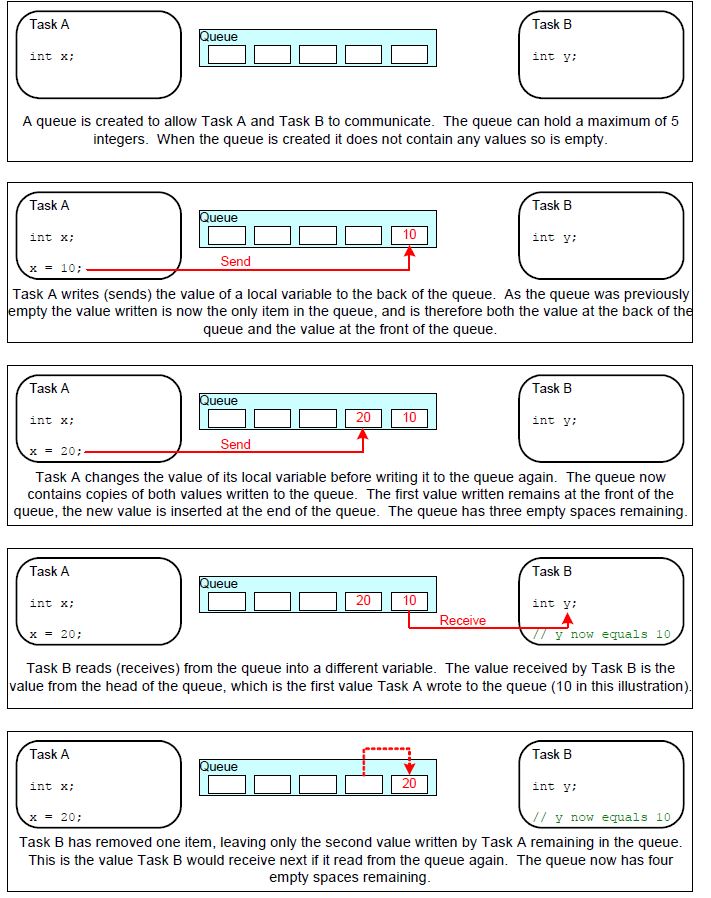 Task A
int x;
Queue
Task B
int y;
A queue is created to allow Task A and Task B to communicate.  The queue can hold a maximum of 5
integers.  When the queue is created it does not contain any values so is empty.
Task A
int x;
x = 10;
Queue
10
Send
Task B
int y;
Task A writes (sends) the value of a local variable to the back of the queue.  As the queue was previously
empty the value written is now the only item in the queue, and is therefore both the value at the back of the
queue and the value at the front of the queue.
Task A
int x;
x = 20;
Queue
20 10
Send
Task B
int y;
Task A changes the value of its local variable before writing it to the queue again.  The queue now
contains copies of both values written to the queue.  The first value written remains at the front of the
queue, the new value is inserted at the end of the queue.  The queue has three empty spaces remaining.
Task A
int x;
x = 20;
Queue
20 10
Receive
Task B
int y;
// y now equals 10
Task B reads (receives) from the queue into a different variable.  The value received by Task B is the
value from the head of the queue, which is the first value Task A wrote to the queue (10 in this illustration).
Task A
int x;
x = 20;
Queue
20
Task B
int y;
// y now equals 10
Task B has removed one item, leaving only the second value written by Task A remaining in the queue.
This is the value Task B would receive next if it read from the queue again.  The queue now has four
empty spaces remaining.